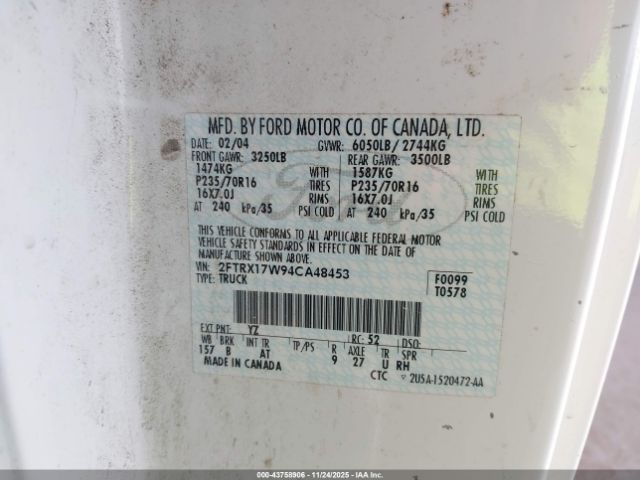 MFD. BY FORD MOTOR CO. OF CANADA, LTD.
DATE: 02/04 GVWR: 6050LB/ 2744KG
FRONT GAWR: 3250LB REAR GAWR: 3500LB
1474KG WITH 1587KG WITH
P235/70R16 TIRES P235/70R16 TIRES
16X7.0J RIMS 16X7.0J RIMS
AT 240 kPa/35 PSI COLD AT 240 kPa/35 PSI COLD
THIS VEHICLE CONFORMS TO ALL APPLICABLE FEDERAL MOTOR
VEHICLE SAFETY STANDARDS IN EFFECT ON THE DATE OF
MANUFACTURE SHOWN ABOVE.
VIN: 2FTRX17W94CA48453 F0099
TYPE: TRUCK T0578
EXT PNT: YZ RC: 52 DSO:
WB BRK INT TR TP/PS R AXLE TR SPR
157 B AT 9 27 U RH
MADE IN CANADA
CTC 2U5A-1520472-AA
Ford
© 000-43758906 - 11/24/2025 - IAA Inc.